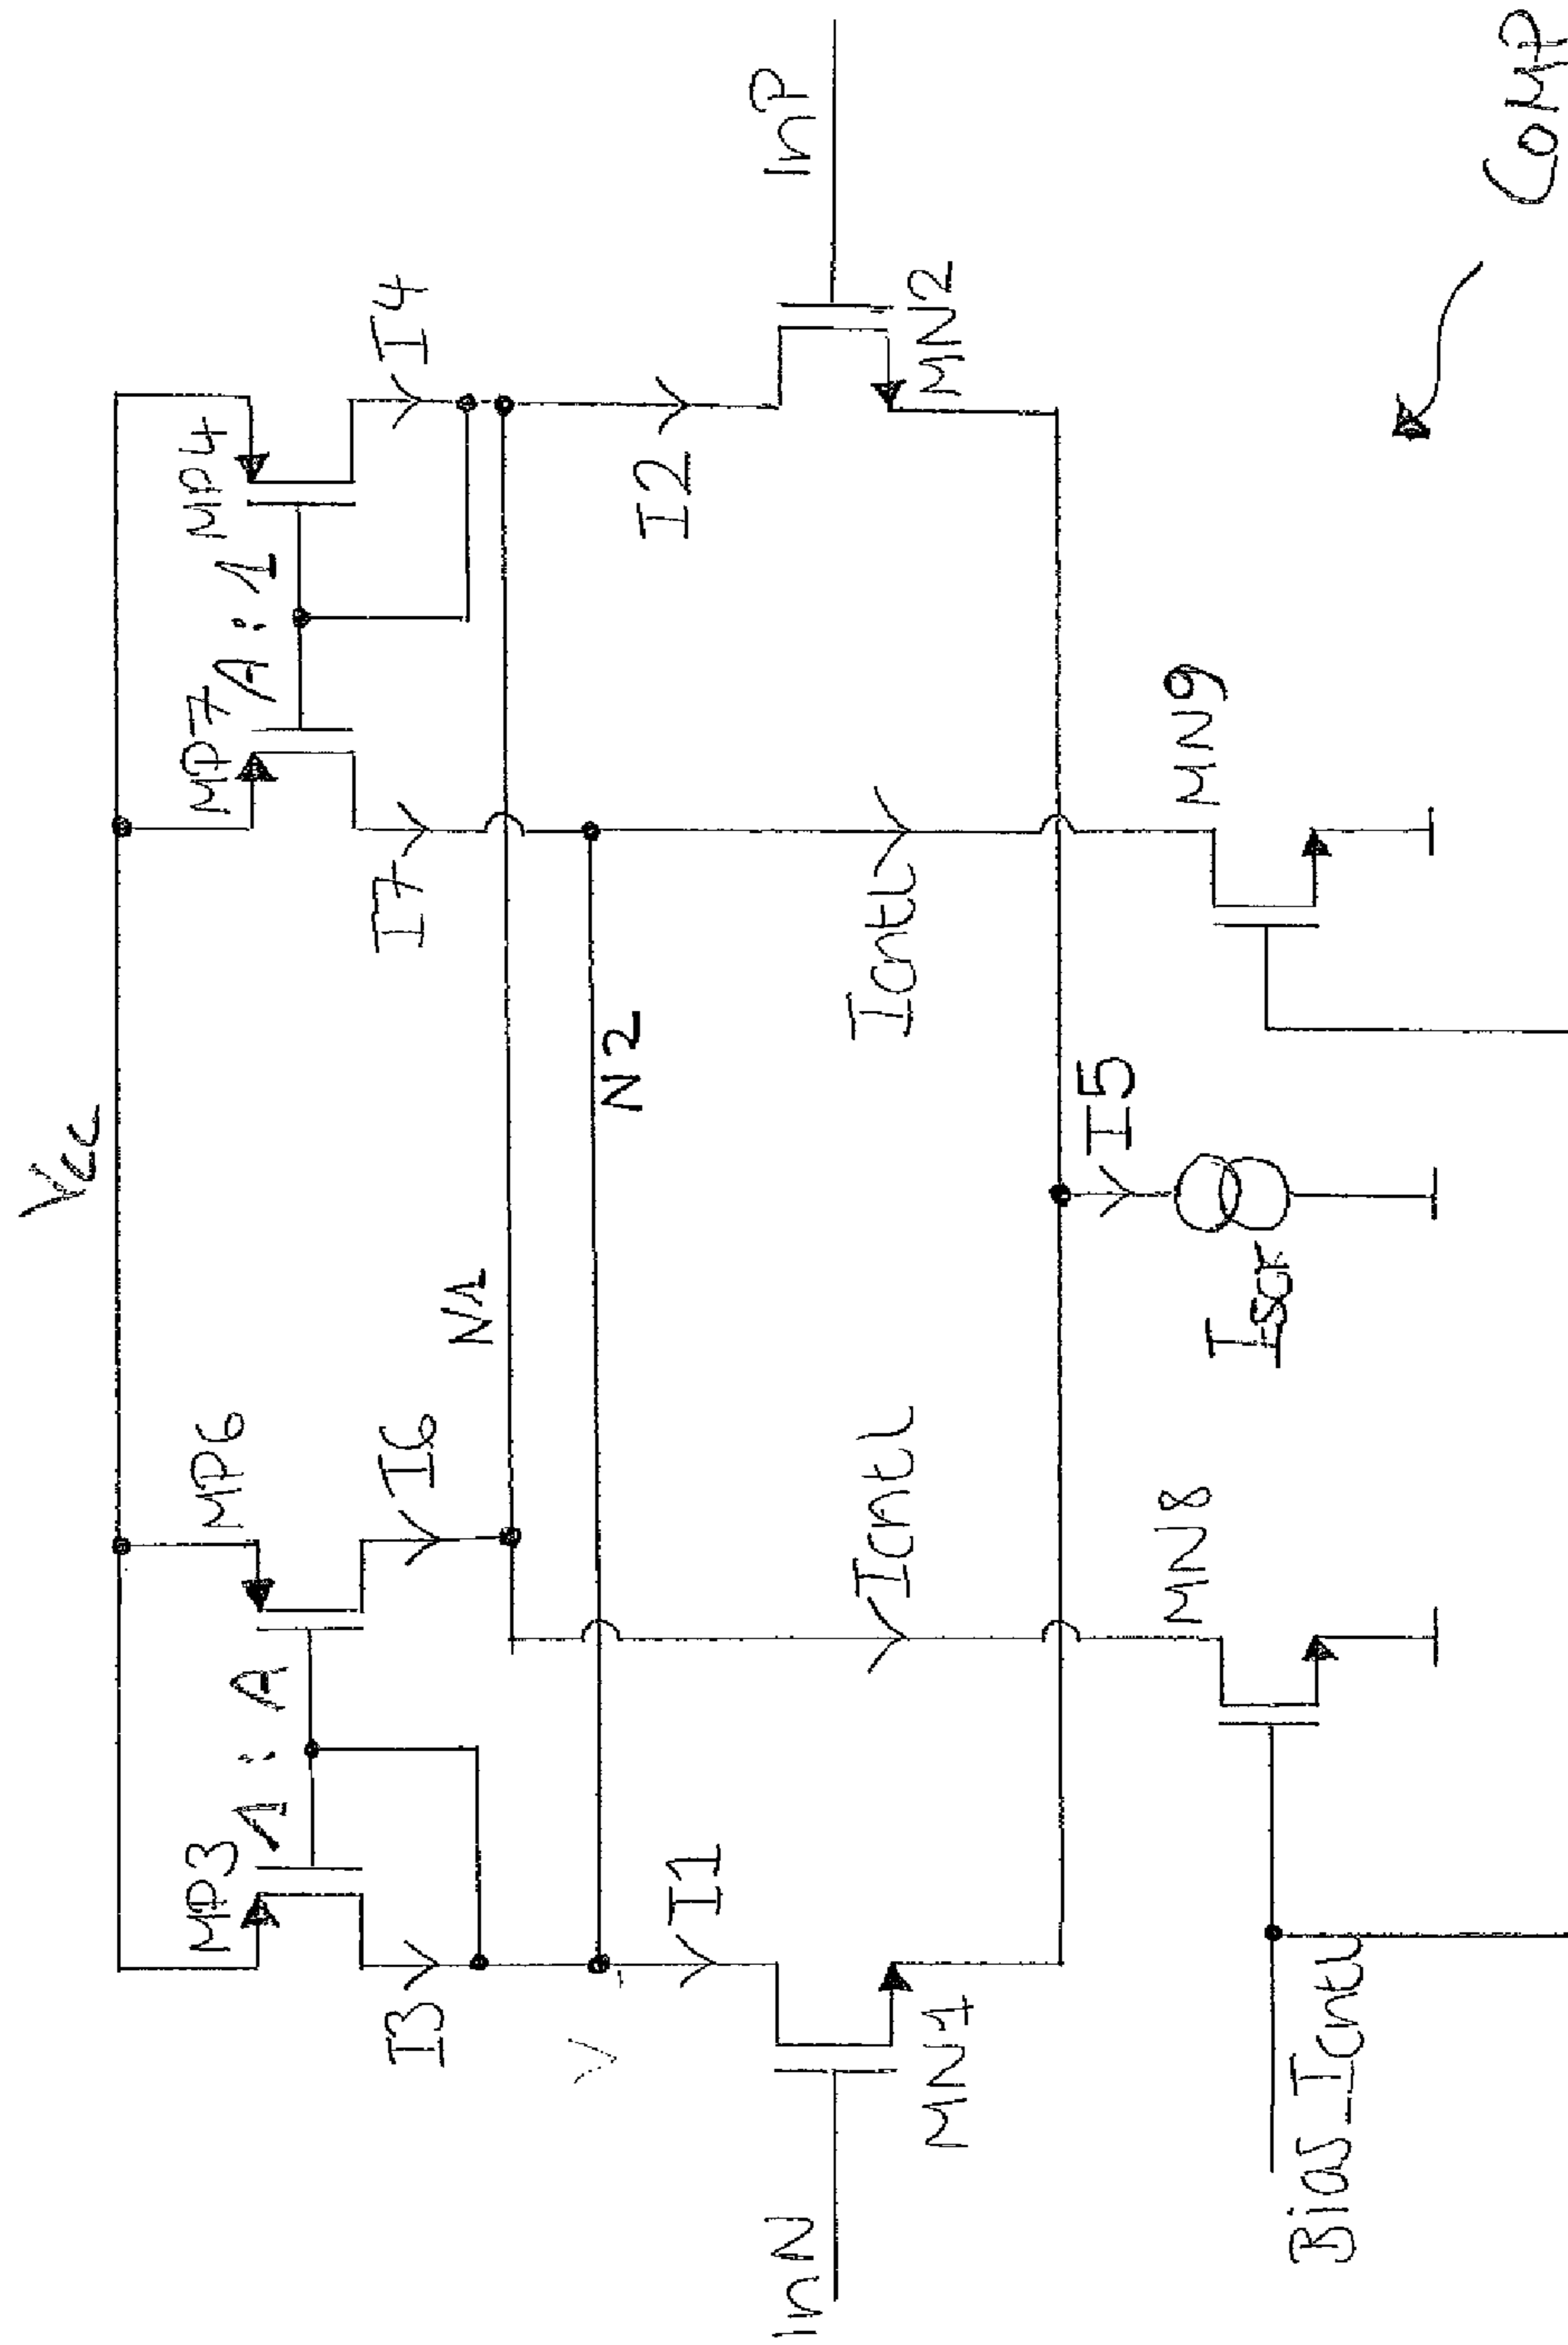 Vcc
MP3
1 : A
MP6
MP7
A : 1
MP4
I3
I6
I7
I4
N1
N2
I1
I2
InN
InP
MN1
MN2
Icntl
Icntl
I5
MN8
MN9
Bias_Icntl
COMP